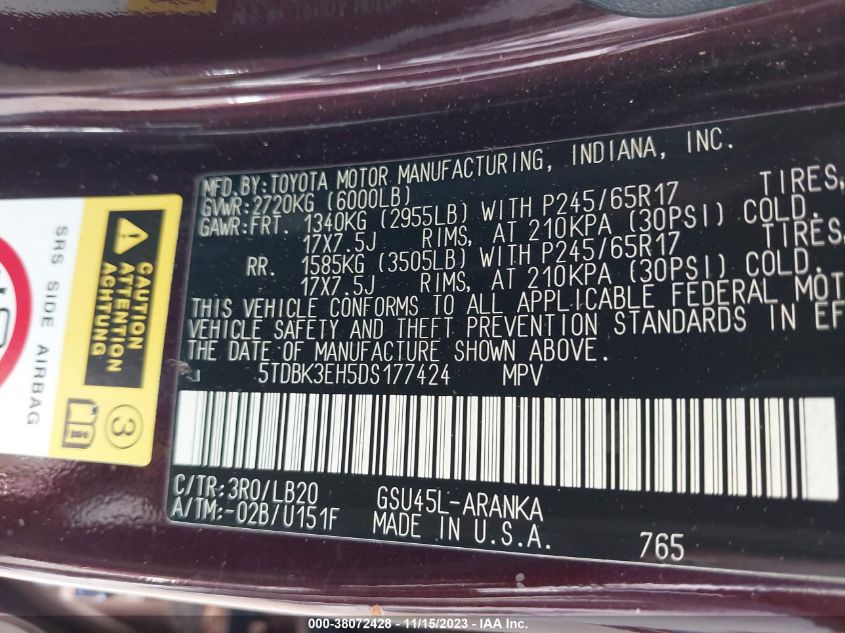 MFD.BY:TOYOTA MOTOR MANUFACTURING, INDIANA, INC.
GVWR:2720KG (6000LB)
GAWR:FRT. 1340KG (2955LB) WITH P245/65R17 TIRES,
17X7.5J RIMS, AT 210KPA (30PSI) COLD.
RR. 1585KG (3505LB) WITH P245/65R17 TIRES,
17X7.5J RIMS, AT 210KPA (30PSI) COLD.
THIS VEHICLE CONFORMS TO ALL APPLICABLE FEDERAL MOT
VEHICLE SAFETY AND THEFT PREVENTION STANDARDS IN EF
THE DATE OF MANUFACTURE SHOWN ABOVE.
5TDBK3EH5DS177424 MPV
C/TR:3R0/LB20 GSU45L-ARANKA
A/TM:-02B/U151F MADE IN U.S.A.
765
SRS SIDE AIRBAG
CAUTION
ATTENTION
ACHTUNG
3
000-38072428 - 11/15/2023 - IAA Inc.